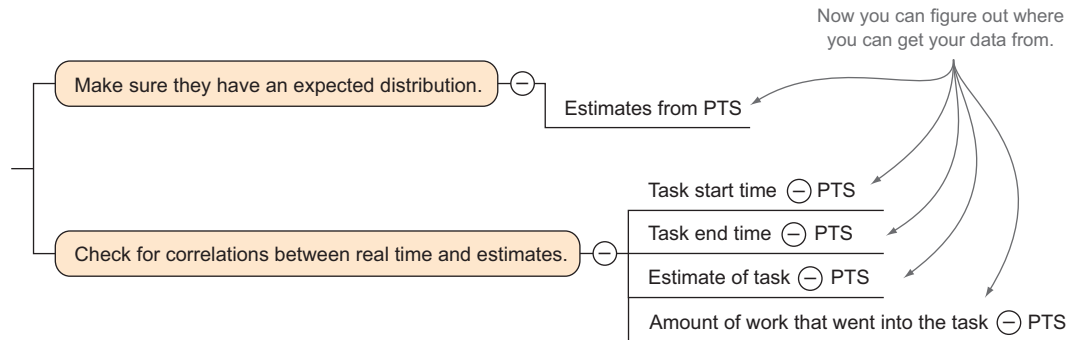 Now you can figure out where
you can get your data from.
Make sure they have an expected distribution.
Estimates from PTS
Task start time PTS
Task end time PTS
Check for correlations between real time and estimates.
Estimate of task PTS
Amount of work that went into the task PTS